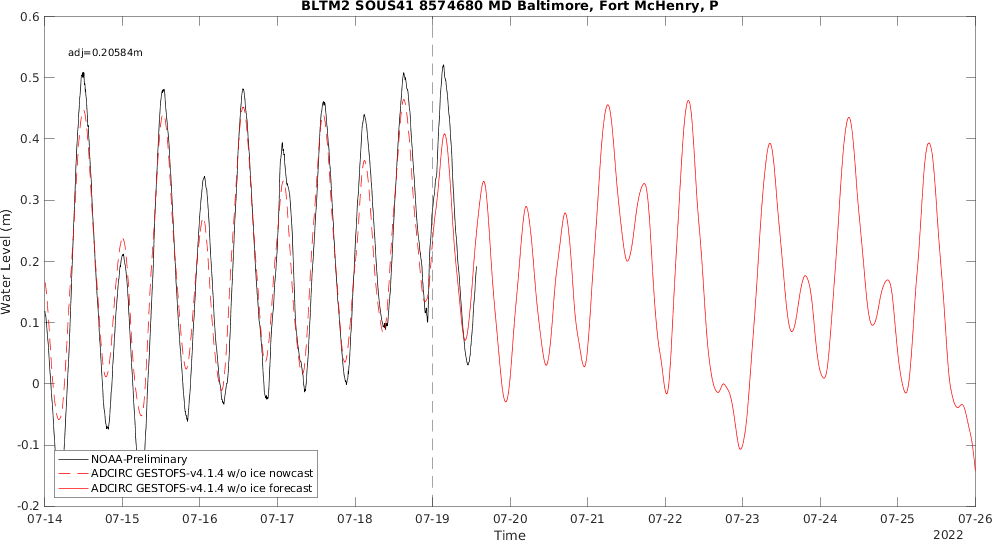 BLTM2 SOUS41 8574680 MD Baltimore, Fort McHenry, P
adj=0.20584m
Water Level (m)
0.6
0.5
0.4
0.3
0.2
0.1
0
-0.1
-0.2
NOAA-Preliminary
ADCIRC GESTOFS-v4.1.4 w/o ice nowcast
ADCIRC GESTOFS-v4.1.4 w/o ice forecast
07-14 07-15 07-16 07-17 07-18 07-19 07-20 07-21 07-22 07-23 07-24 07-25 07-26
Time
2022